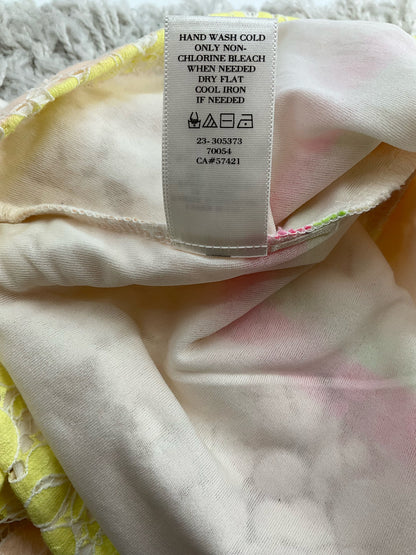 HAND WASH COLD
ONLY NON-
CHLORINE BLEACH
WHEN NEEDED
DRY FLAT
COOL IRON
IF NEEDED
23- 305373
70054
CA#57421